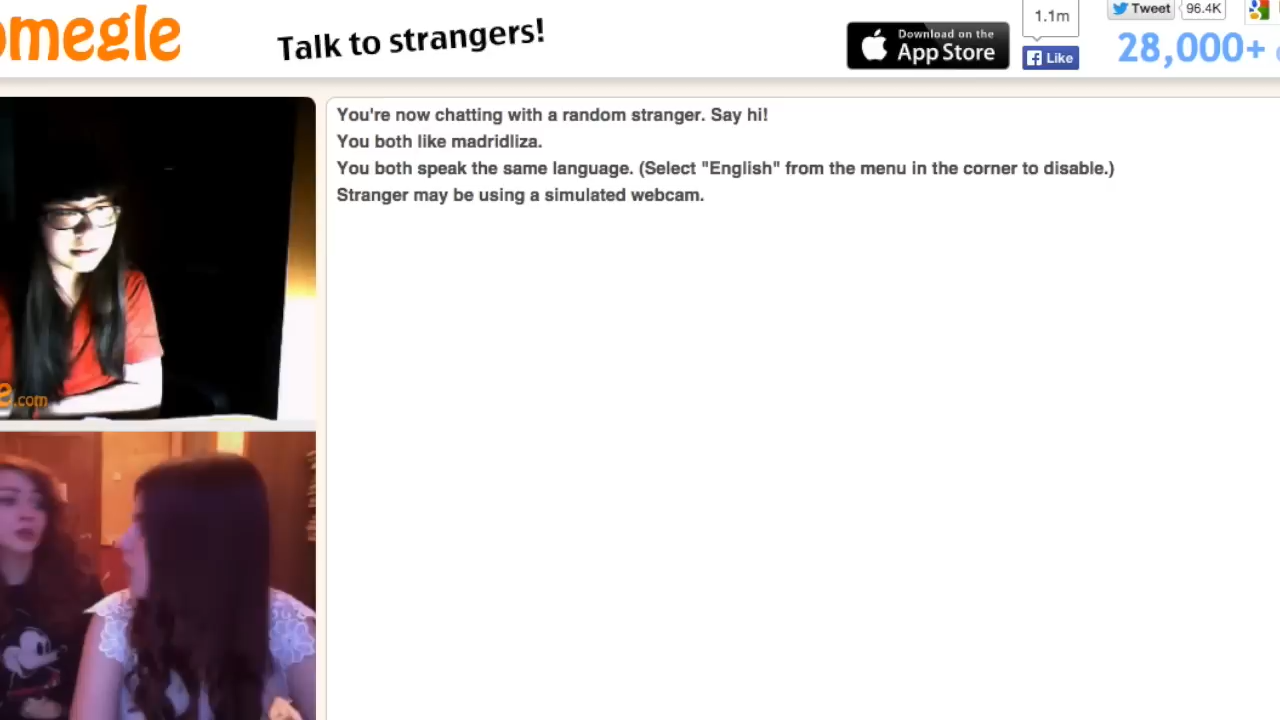 omegle
Talk to strangers!
Download on the
App Store
1.1m
Like
Tweet
96.4K
28,000+
You're now chatting with a random stranger. Say hi!
You both like madridliza.
You both speak the same language. (Select "English" from the menu in the corner to disable.)
Stranger may be using a simulated webcam.
e.com